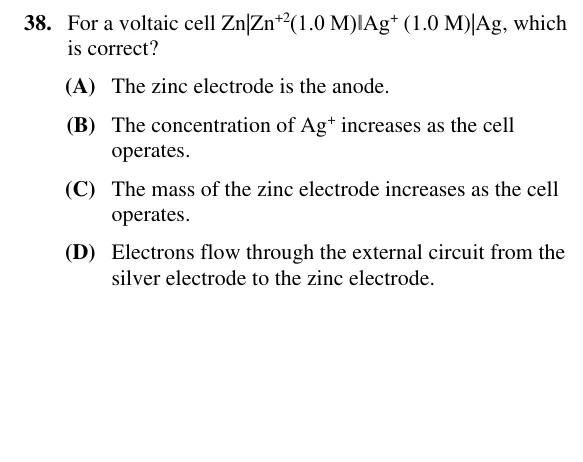 38. For a voltaic cell Zn|Zn⁺²(1.0 M)||Ag⁺ (1.0 M)|Ag, which
is correct?
(A) The zinc electrode is the anode.
(B) The concentration of Ag⁺ increases as the cell
operates.
(C) The mass of the zinc electrode increases as the cell
operates.
(D) Electrons flow through the external circuit from the
silver electrode to the zinc electrode.